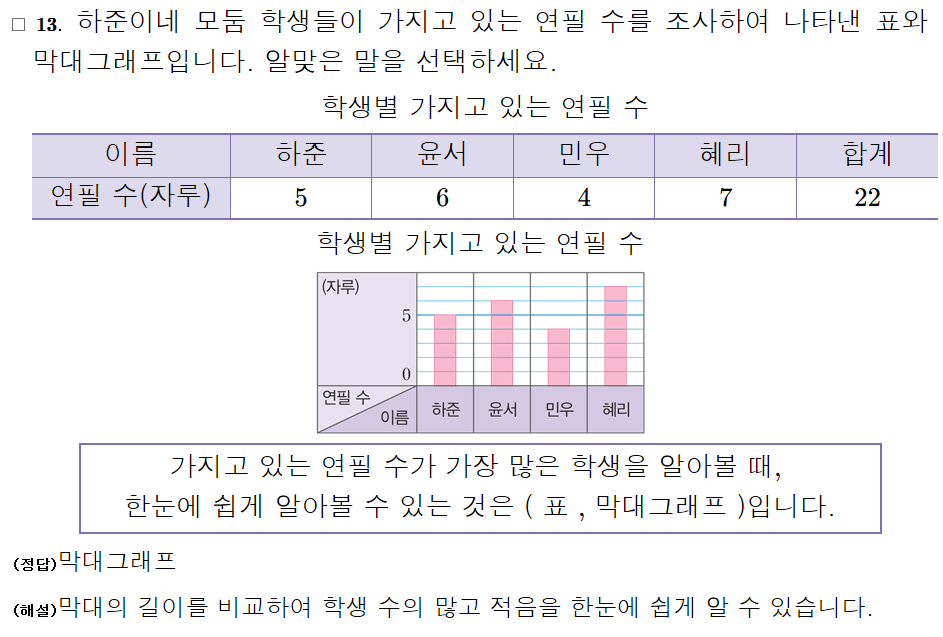 □ 13. 하준이네 모둠 학생들이 가지고 있는 연필 수를 조사하여 나타낸 표와
막대그래프입니다. 알맞은 말을 선택하세요.
학생별 가지고 있는 연필 수
이름 하준 윤서 민우 혜리 합계
연필 수(자루) 5 6 4 7 22
학생별 가지고 있는 연필 수
(자루)
5
0
연필 수
이름 하준 윤서 민우 혜리
가지고 있는 연필 수가 가장 많은 학생을 알아볼 때,
한눈에 쉽게 알아볼 수 있는 것은 ( 표 , 막대그래프 )입니다.
(정답)막대그래프
(해설)막대의 길이를 비교하여 학생 수의 많고 적음을 한눈에 쉽게 알 수 있습니다.